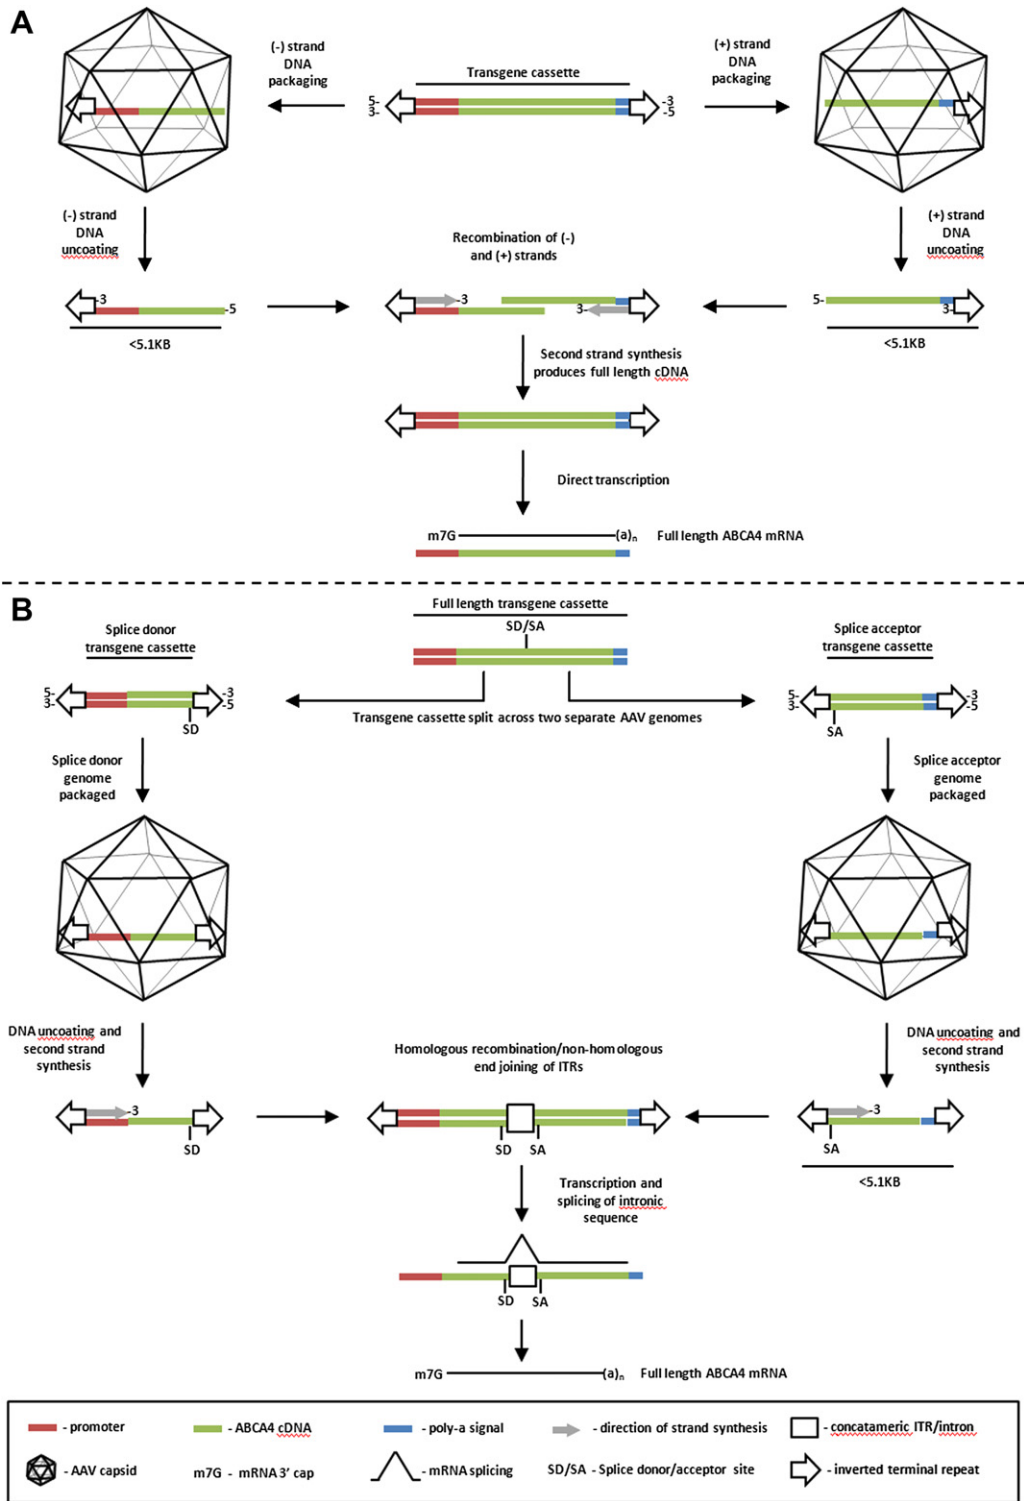 A
(-) strand
DNA
packaging
Transgene cassette
(+) strand
DNA
packaging
5-
3-
-3
-5
(-) strand
DNA
uncoating
Recombination of (-)
and (+) strands
(+) strand
DNA
uncoating
-3
-5
<5.1KB
-3
3-
5-
3-
<5.1KB
Second strand synthesis
produces full length cDNA
Direct transcription
m7G
(a)n
Full length ABCA4 mRNA
B
Full length transgene cassette
SD/SA
Splice donor
transgene cassette
Splice acceptor
transgene cassette
5-
3-
-3
-5
SD
Transgene cassette split across two separate AAV genomes
5-
3-
-3
-5
SA
Splice donor
genome
packaged
Splice acceptor
genome
packaged
DNA uncoating and
second strand
synthesis
Homologous recombination/non-homologous
end joining of ITRs
DNA uncoating and
second strand
synthesis
-3
SD
SD SA
-3
SA
<5.1KB
Transcription and
splicing of intronic
sequence
SD SA
m7G
(a)n
Full length ABCA4 mRNA
- promoter
- ABCA4 cDNA
- poly-a signal
- direction of strand synthesis
- concatameric ITR/intron
- AAV capsid
m7G - mRNA 3' cap
- mRNA splicing
SD/SA - Splice donor/acceptor site
- inverted terminal repeat